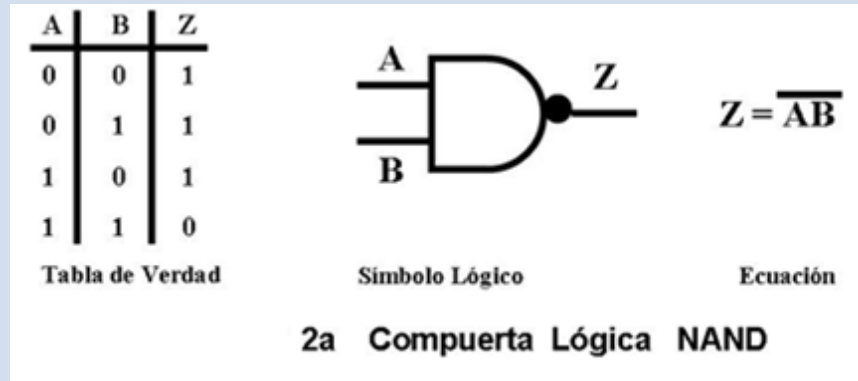 A B Z
0 0 1
0 1 1
1 0 1
1 1 0
Tabla de Verdad
A
B
Z
Símbolo Lógico
Z = A̅B̅
Ecuación
2a Compuerta Lógica NAND